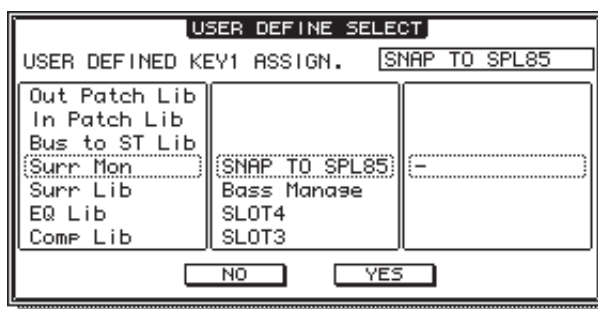 USER DEFINE SELECT
USER DEFINED KEY1 ASSIGN. SNAP TO SPL85
Out Patch Lib
In Patch Lib
Bus to ST Lib
Surr Mon SNAP TO SPL85 -
Surr Lib Bass Manage
EQ Lib SLOT4
Comp Lib SLOT3
NO YES